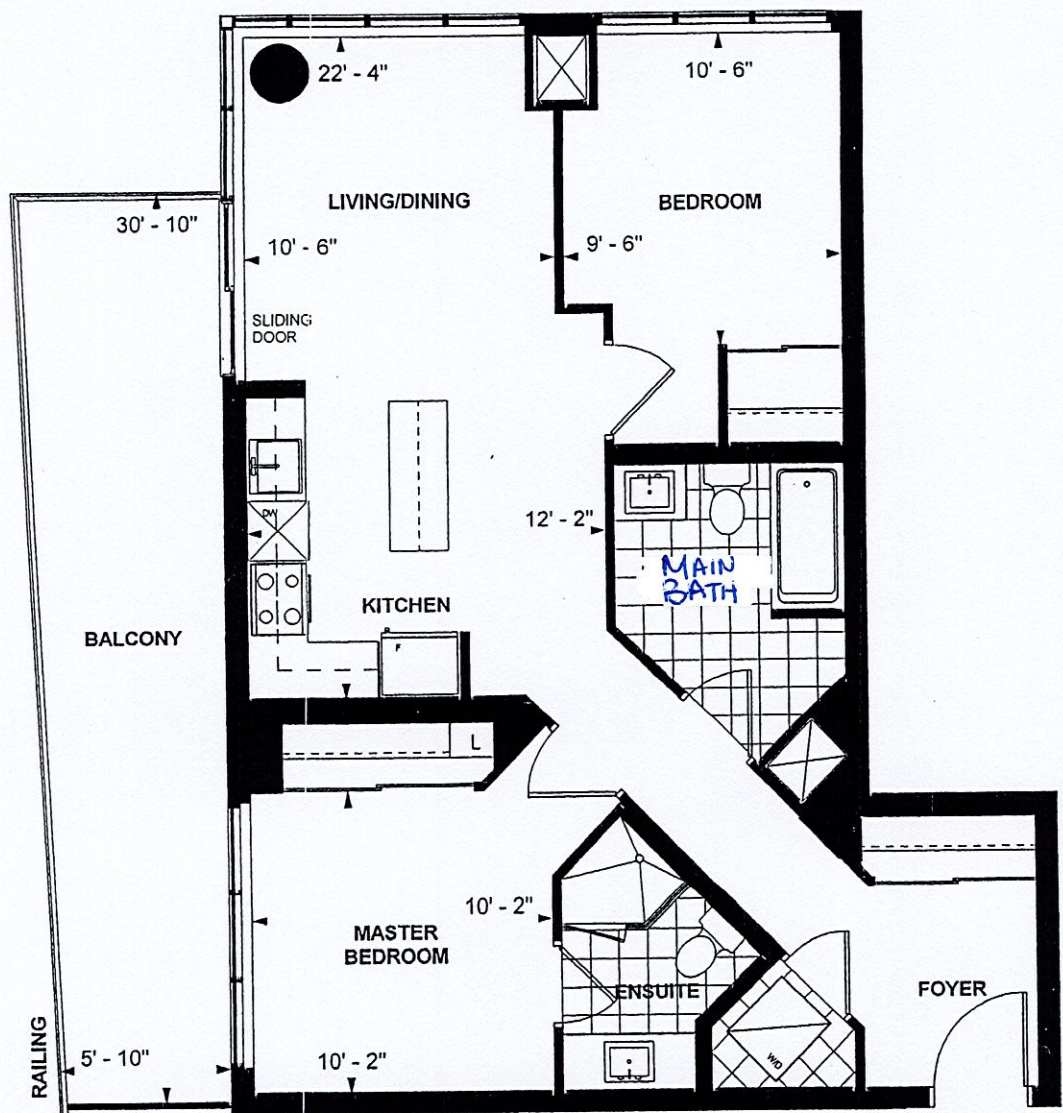 22' - 4"
10' - 6"
LIVING/DINING
BEDROOM
30' - 10"
10' - 6"
9' - 6"
SLIDING
DOOR
DW
12' - 2"
MAIN
BATH
KITCHEN
F
BALCONY
L
10' - 2"
MASTER
BEDROOM
ENSUITE
FOYER
W/D
RAILING
5' - 10"
10' - 2"